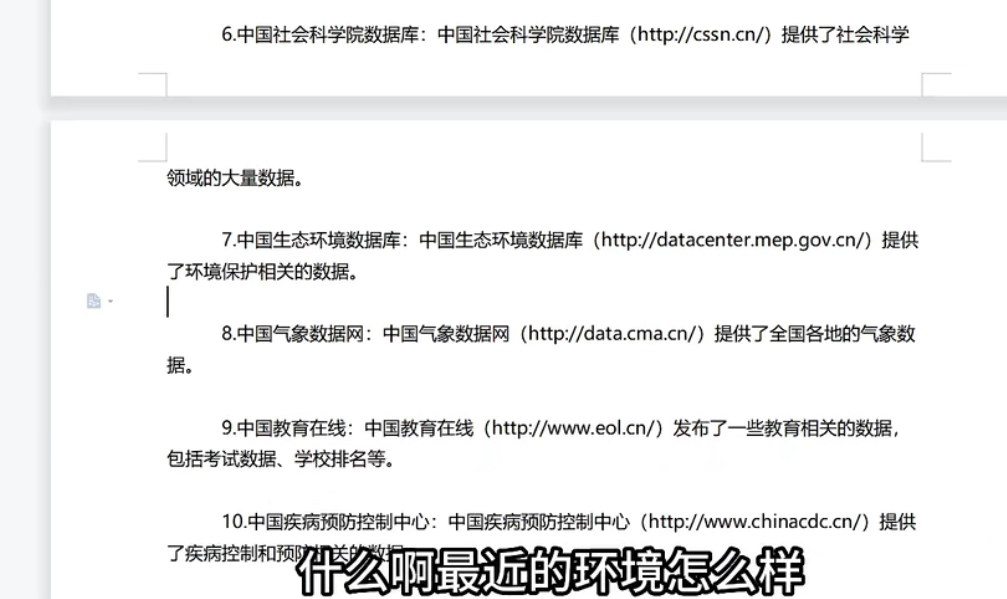 6.中国社会科学院数据库：中国社会科学院数据库（http://cssn.cn/）提供了社会科学
领域的大量数据。
7.中国生态环境数据库：中国生态环境数据库（http://datacenter.mep.gov.cn/）提供
了环境保护相关的数据。
8.中国气象数据网：中国气象数据网（http://data.cma.cn/）提供了全国各地的气象数
据。
9.中国教育在线：中国教育在线（http://www.eol.cn/）发布了一些教育相关的数据，
包括考试数据、学校排名等。
10.中国疾病预防控制中心：中国疾病预防控制中心（http://www.chinacdc.cn/）提供
了疾病控制和预防相关的数据
什么啊最近的环境怎么样